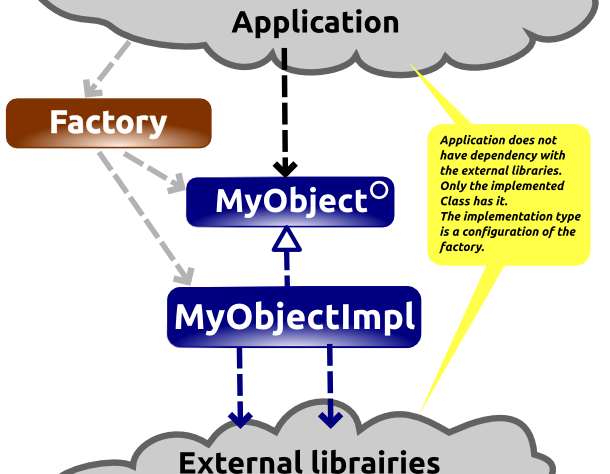 Application
Factory
Application does not
have dependency with
the external libraries.
Only the implemented
Class has it.
The implementation type
is a configuration of the
factory.
MyObject
MyObjectImpl
External librairies